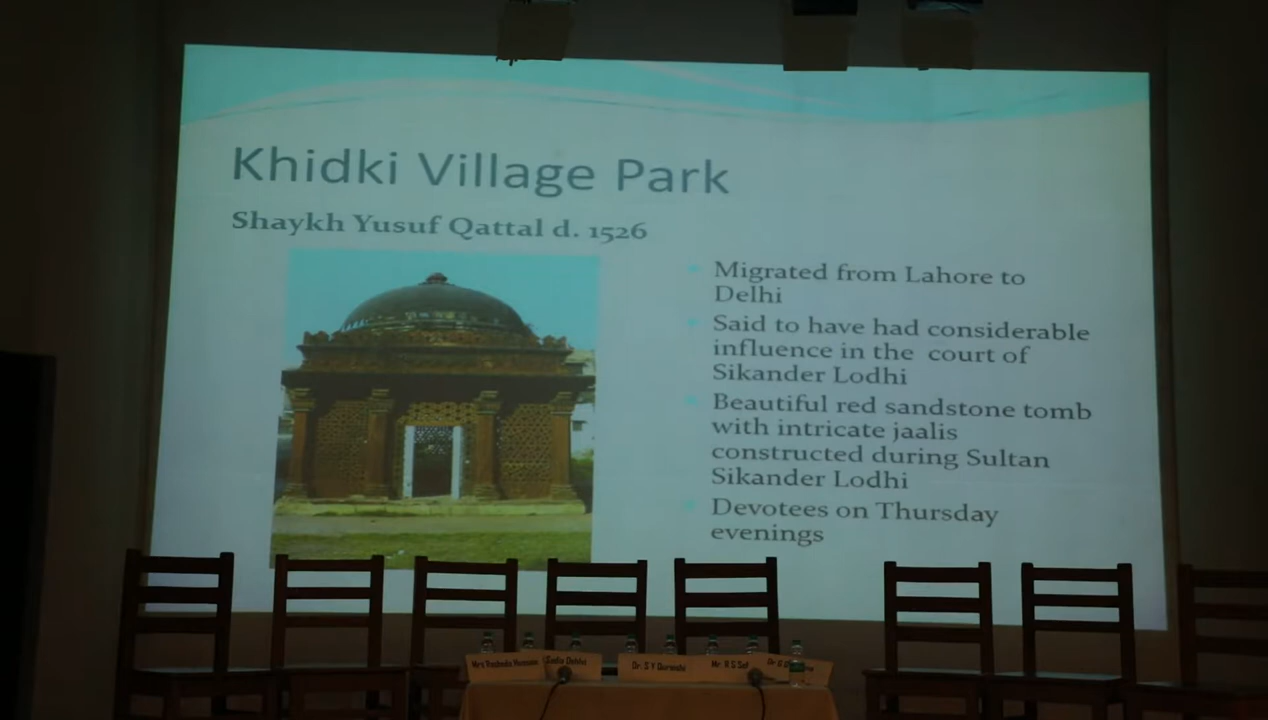 Khidki Village Park
Shaykh Yusuf Qattal d. 1526
Migrated from Lahore to
Delhi
Said to have had considerable
influence in the court of
Sikander Lodhi
Beautiful red sandstone tomb
with intricate jaalis
constructed during Sultan
Sikander Lodhi
Devotees on Thursday
evenings
Sadia Dehlvi
Dr. S Y Quraishi